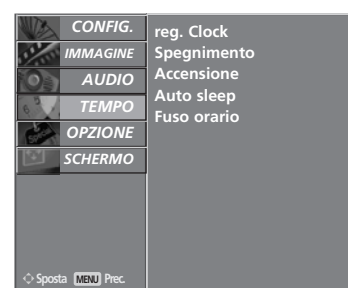 CONFIG.
IMMAGINE
AUDIO
TEMPO
OPZIONE
SCHERMO
Sposta MENU Prec.
reg. Clock
Spegnimento
Accensione
Auto sleep
Fuso orario